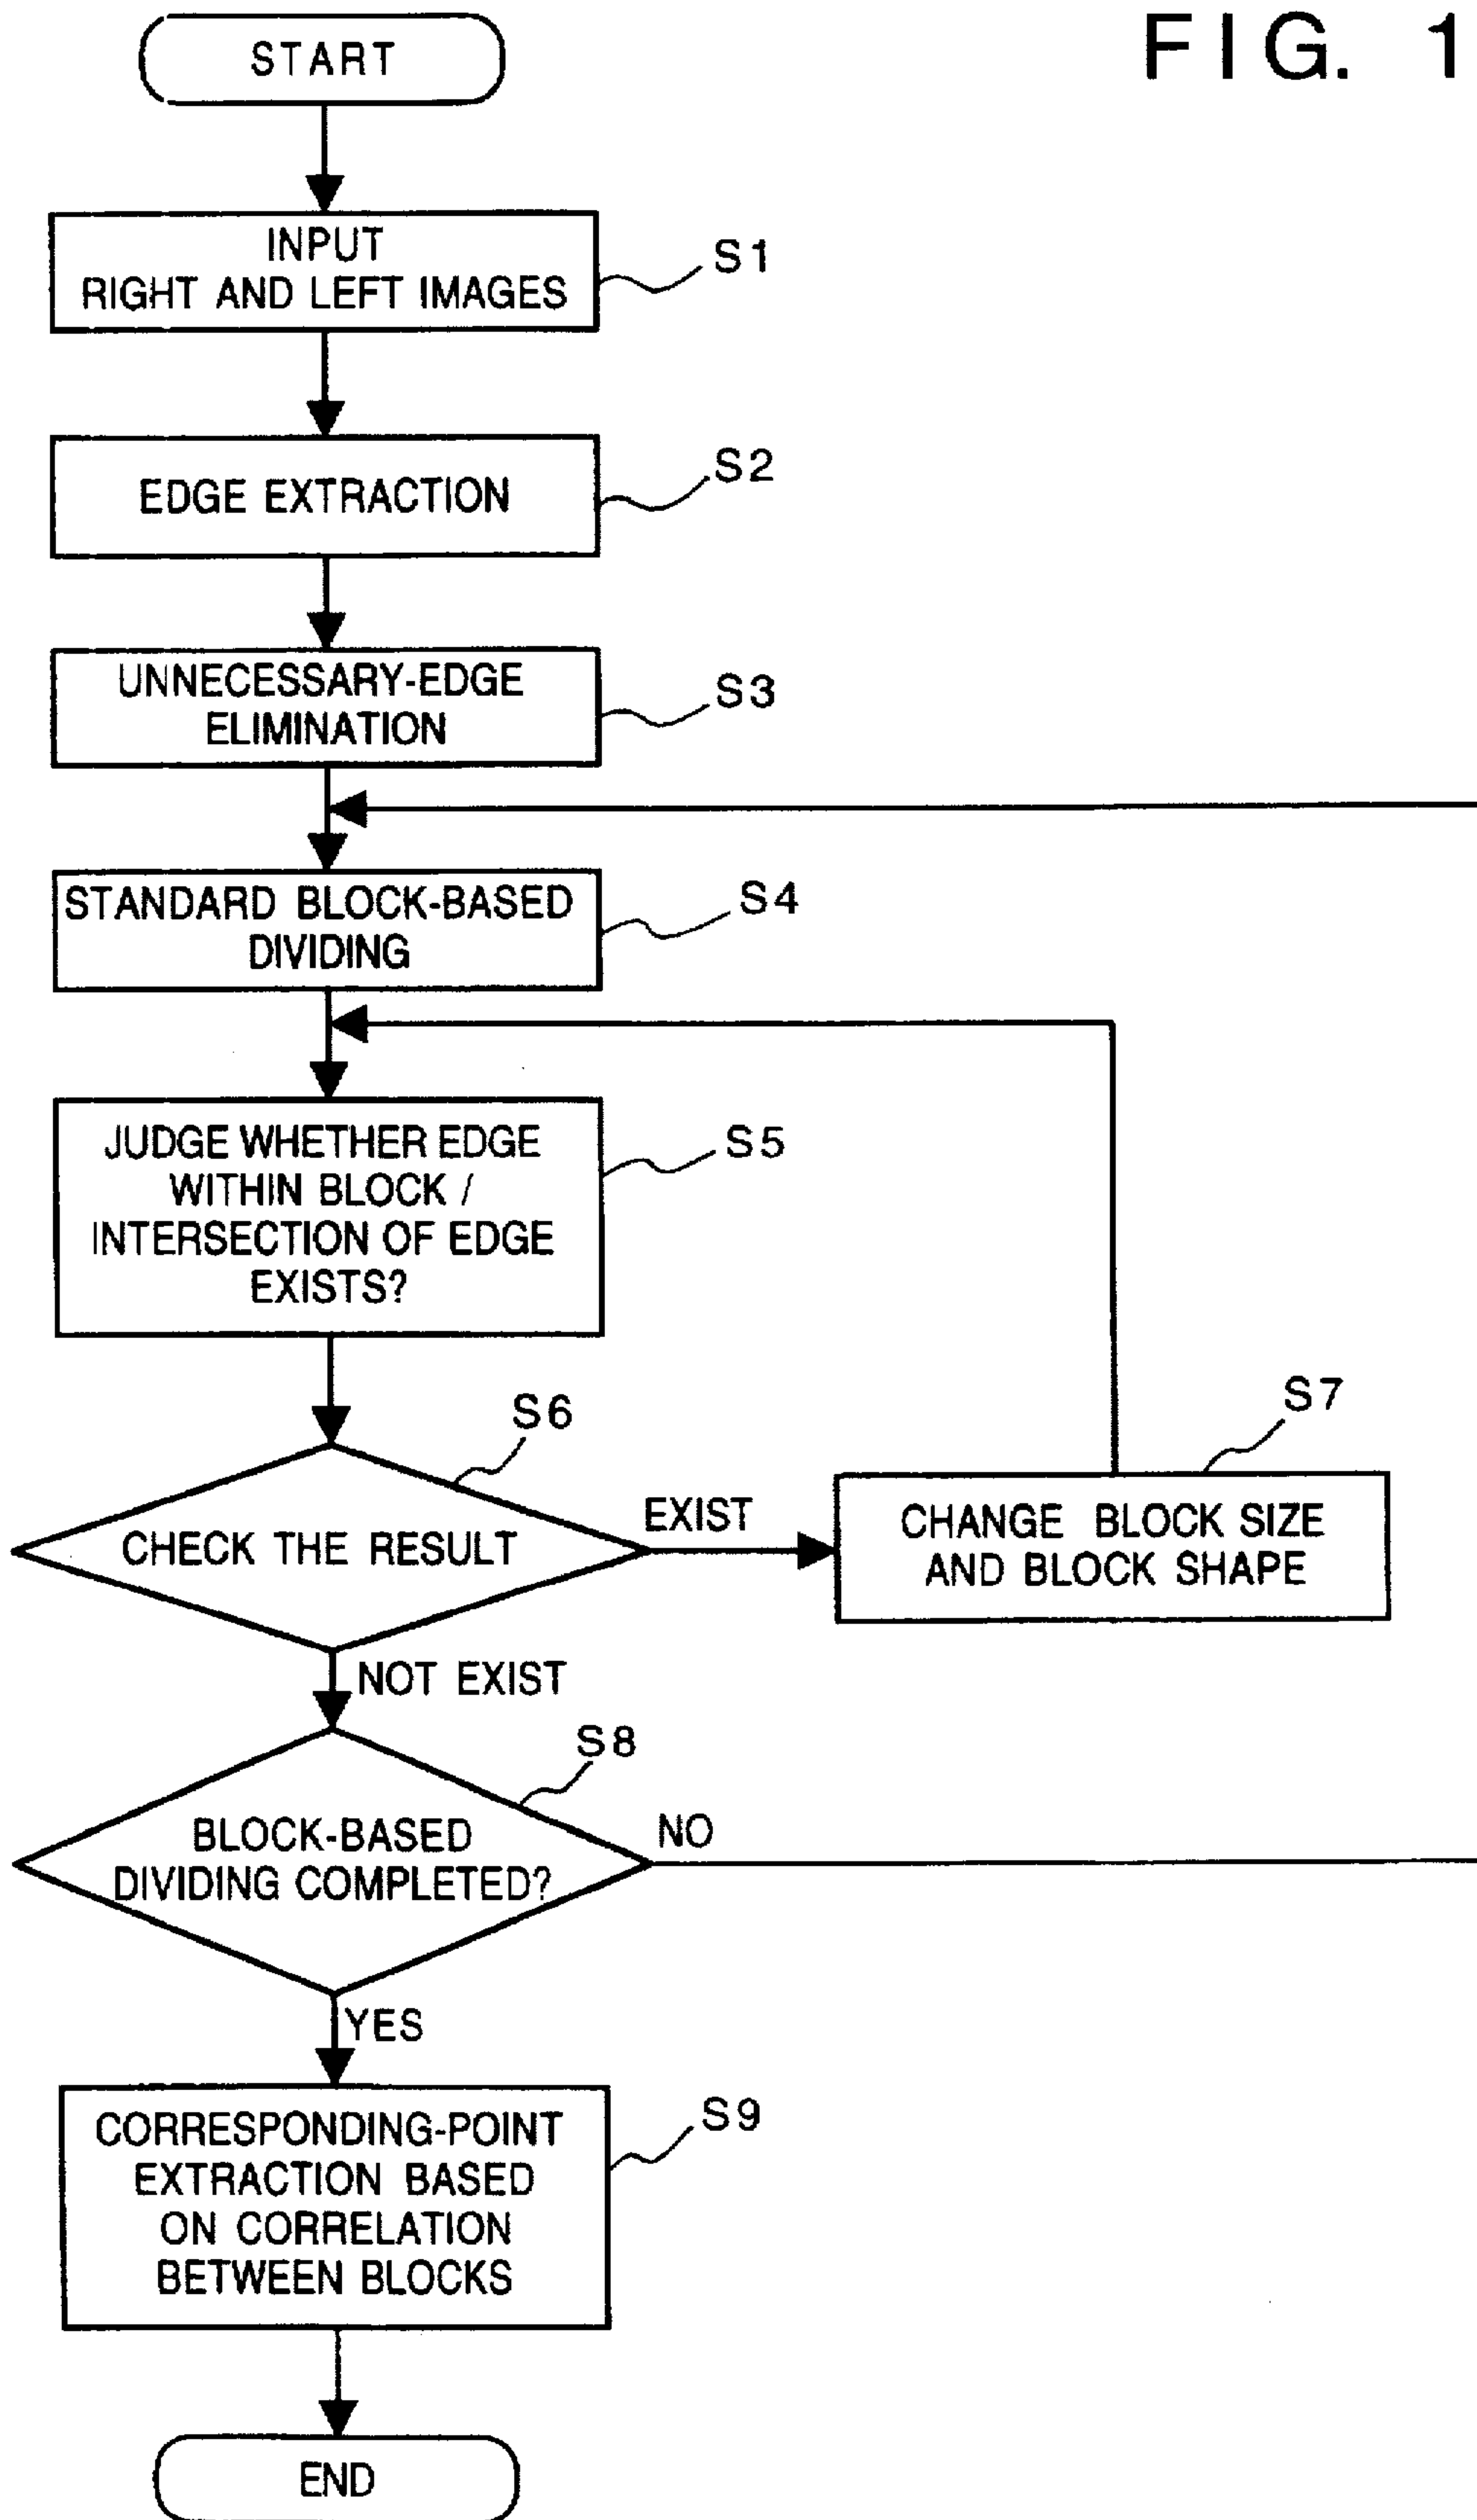 FIG. 1
START
INPUT
RIGHT AND LEFT IMAGES
S1
EDGE EXTRACTION
S2
UNNECESSARY-EDGE
ELIMINATION
S3
STANDARD BLOCK-BASED
DIVIDING
S4
JUDGE WHETHER EDGE
WITHIN BLOCK /
INTERSECTION OF EDGE
EXISTS?
S5
CHECK THE RESULT
S6
EXIST
CHANGE BLOCK SIZE
AND BLOCK SHAPE
S7
NOT EXIST
BLOCK-BASED
DIVIDING COMPLETED?
S8
NO
YES
CORRESPONDING-POINT
EXTRACTION BASED
ON CORRELATION
BETWEEN BLOCKS
S9
END